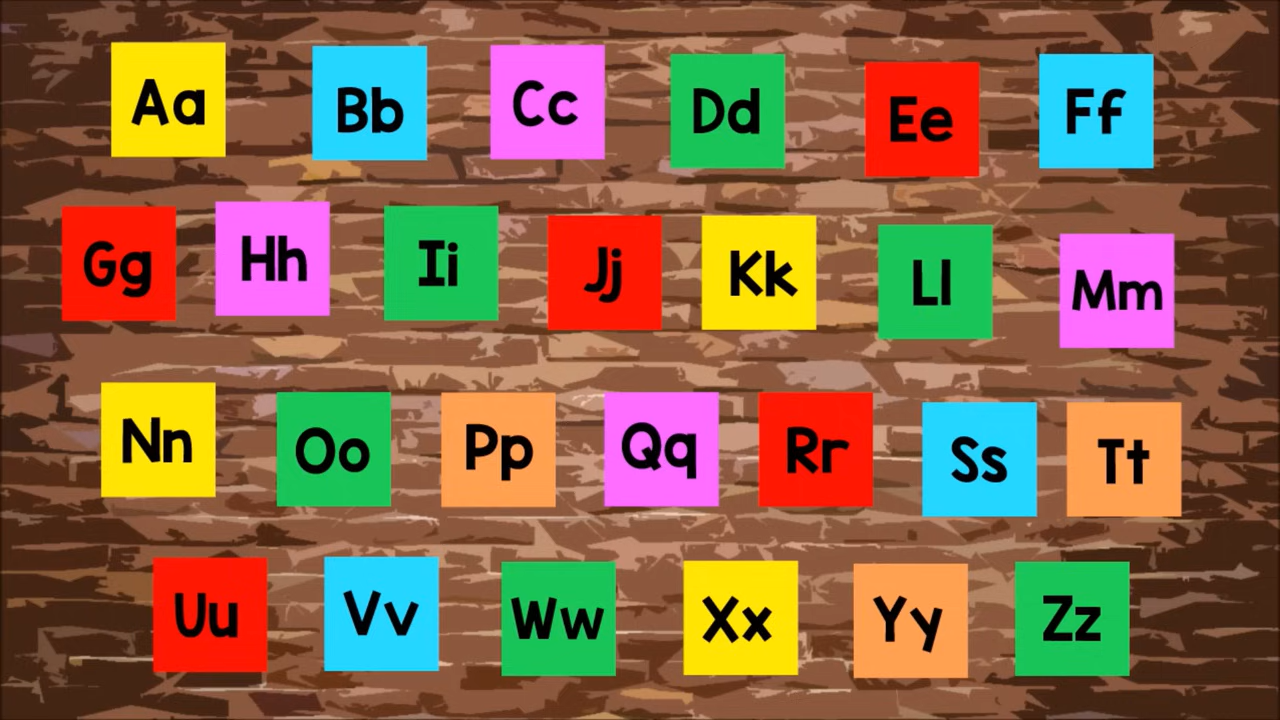 Aa Bb Cc Dd Ee Ff
Gg Hh Ii Jj Kk Ll Mm
Nn Oo Pp Qq Rr Ss Tt
Uu Vv Ww Xx Yy Zz